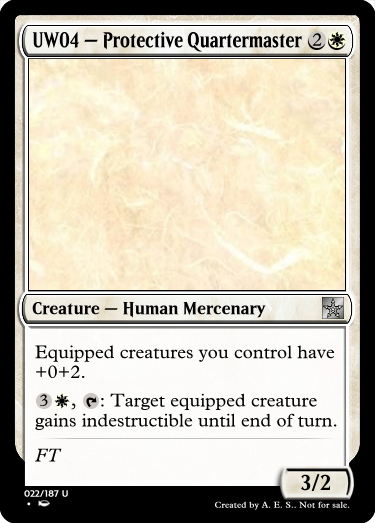 UW04 — Protective Quartermaster 2
Creature — Human Mercenary
Equipped creatures you control have
+0+2.
3, : Target equipped creature
gains indestructible until end of turn.
FT
3/2
022/187 U
Created by A. E. S.. Not for sale.